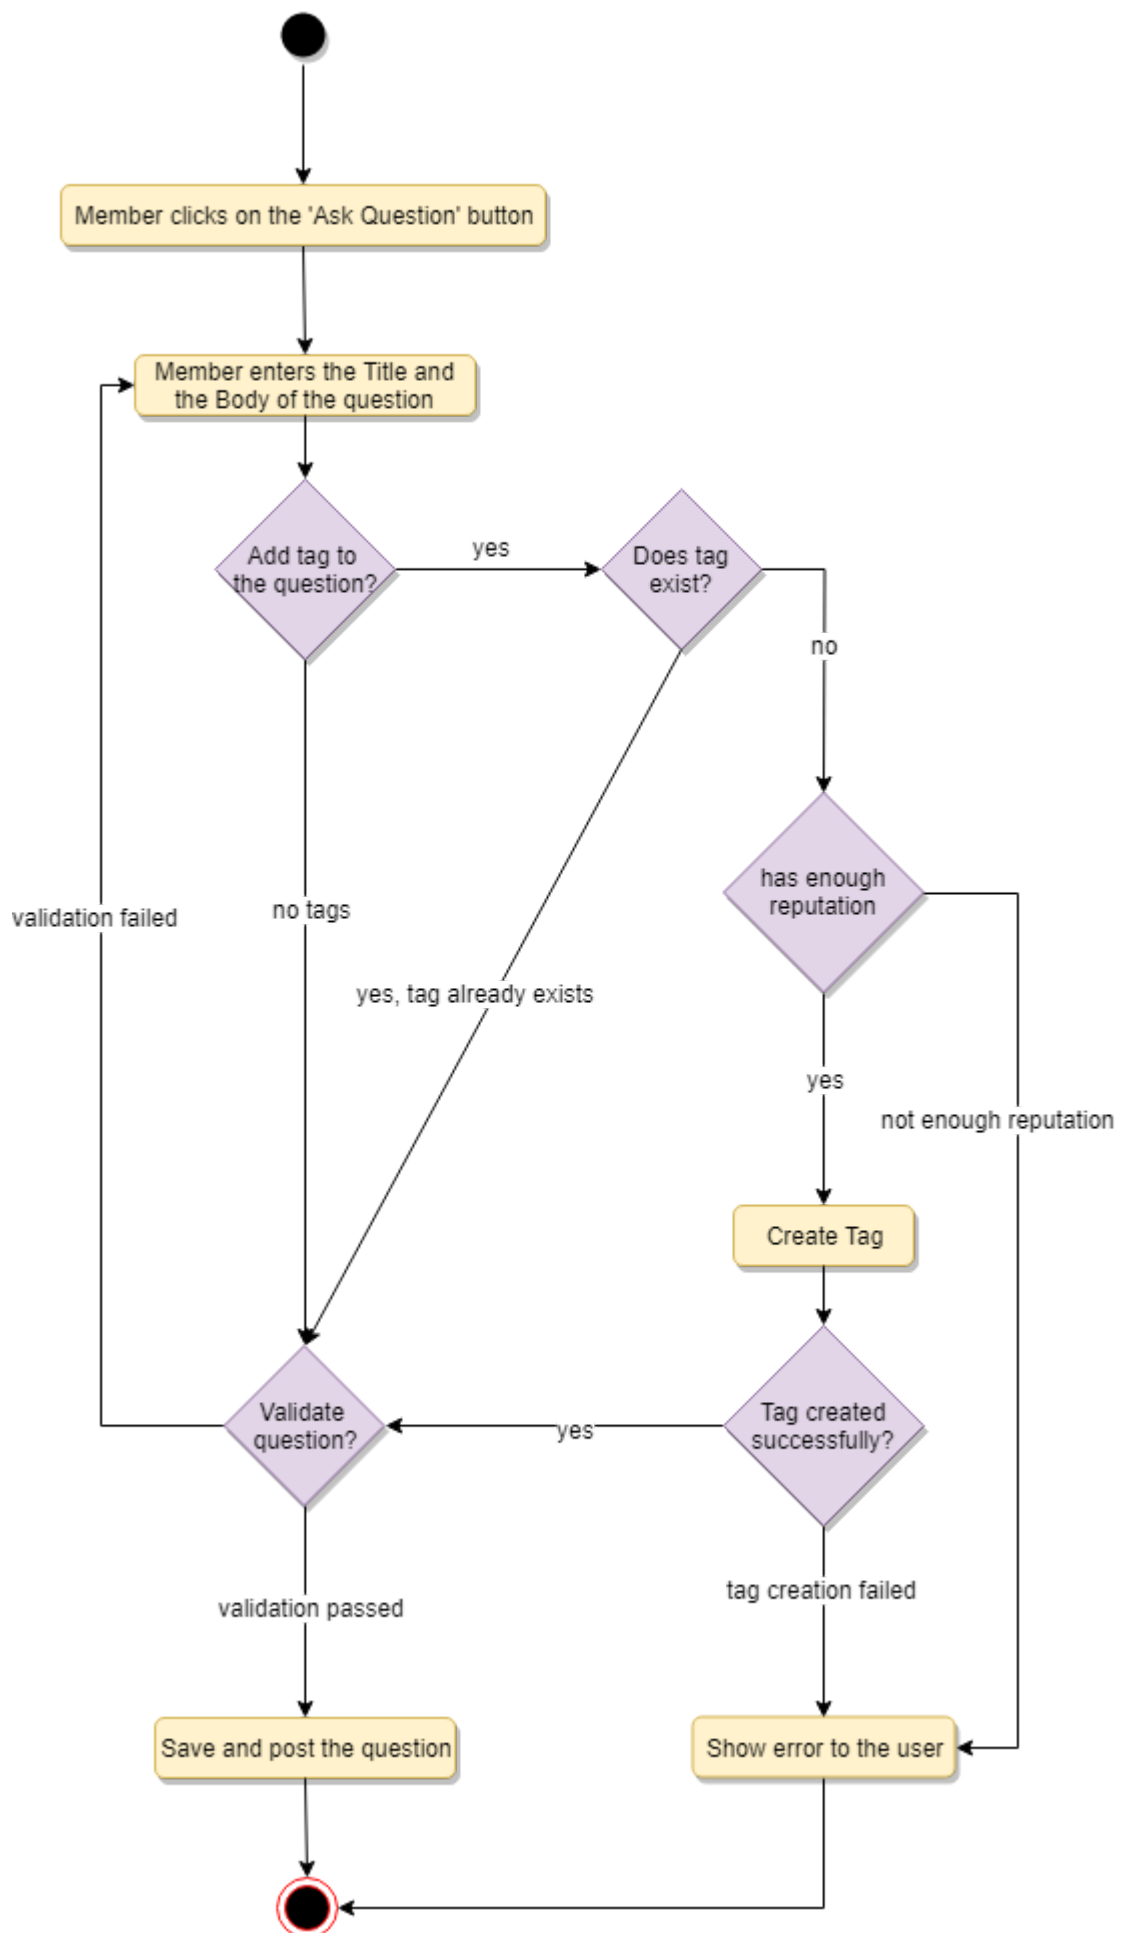 Member clicks on the 'Ask Question' button
Member enters the Title and
the Body of the question
Add tag to
the question?
yes
Does tag
exist?
no
has enough
reputation
validation failed
no tags
yes, tag already exists
yes
not enough reputation
Create Tag
Validate
question?
yes
Tag created
successfully?
validation passed
tag creation failed
Save and post the question
Show error to the user